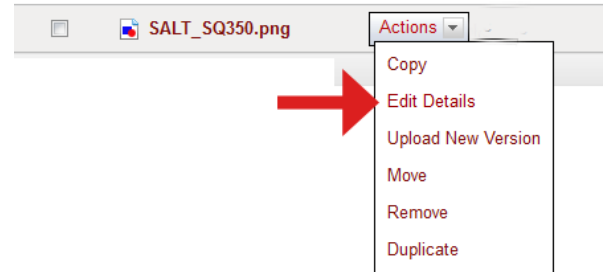 SALT_SQ350.png Actions
Copy
Edit Details
Upload New Version
Move
Remove
Duplicate